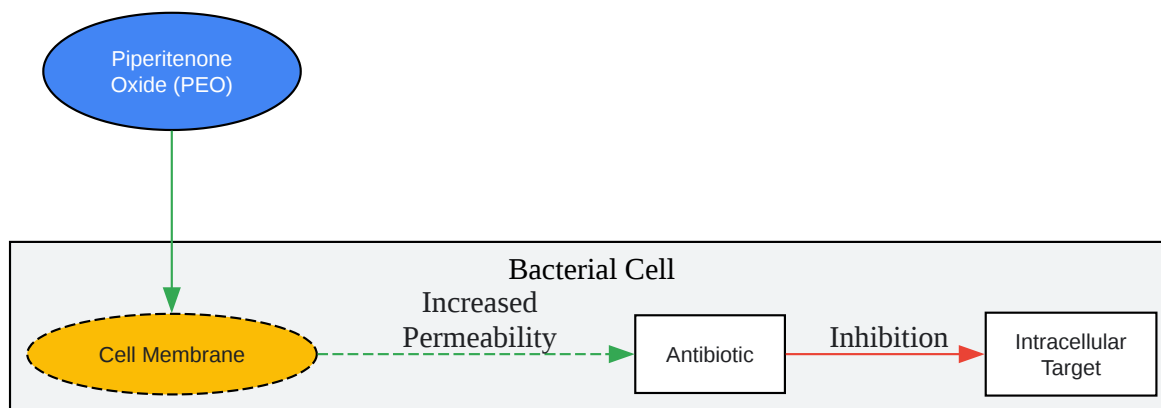 Piperitenone
Oxide (PEO)
Bacterial Cell
Cell Membrane
Increased
Permeability
Antibiotic
Inhibition
Intracellular
Target